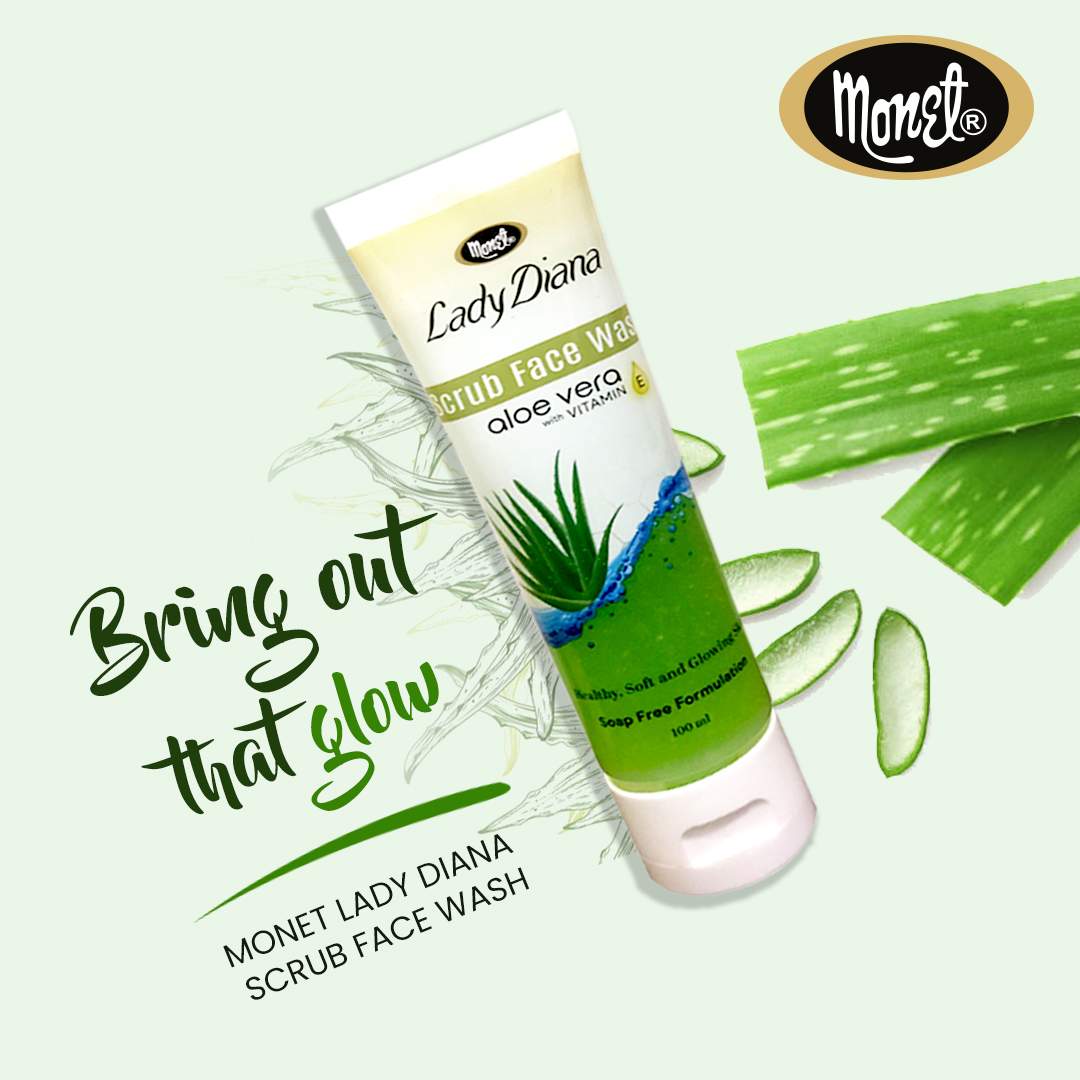 Monet®
Monet
Lady Diana
Scrub Face Was
aloe vera
with VITAMIN E
Healthy, Soft and Glowing
Soap Free Formulation
100 ml
Bring out
that glow
MONET LADY DIANA
SCRUB FACE WASH